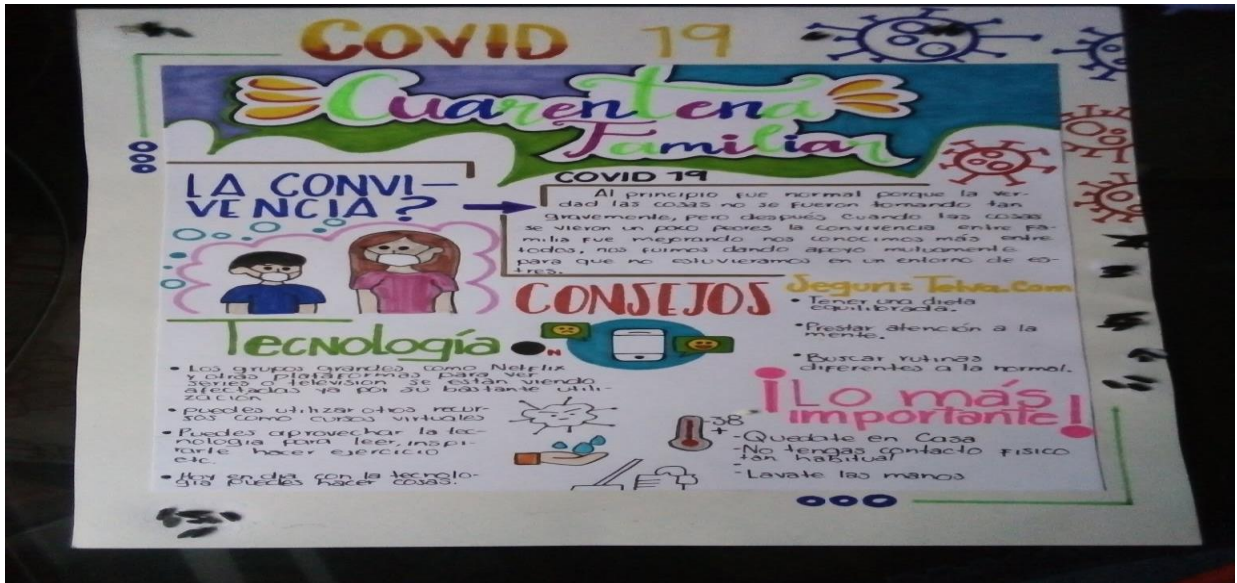 COVID 19
Cuarentena
Familiar
LA CONVI-
VENCIA?
COVID 19
Al principio fue normal porque la ver-
dad las cosas no se fueron tornando tan
gravemente, pero después cuando las cosas
se vieron un poco peores la convivencia entre fa-
milia fue mejorando nos conocimos más entre
todos, nos fuimos dando apoyo mutuamente
para que no estuvieramos en un entorno de es-
tres.
CONSEJOS
Segun: Telva.com
• Tener una dieta
equilibrada.
• Prestar atención a la
mente.
• Buscar rutinas
diferentes a la normal.
Tecnología
ON
• Los grupos grandes como Netflix
y otras plataformas para ver
series o television se están viendo
afectadas ya por su bastante utili-
zación
• puedes utilizar otros recur-
sos como cursos virtuales
• Puedes aprovechar la tec-
nologia para leer, inspi-
rarte hacer ejercicio
etc.
• Hoy en dia con la tecnolo-
gia puedes hacer cosas.
38
+
¡Lo más
importante!
-Quedate en Casa
-No tengas contacto fisico
tan habitual
-Lavate las manos